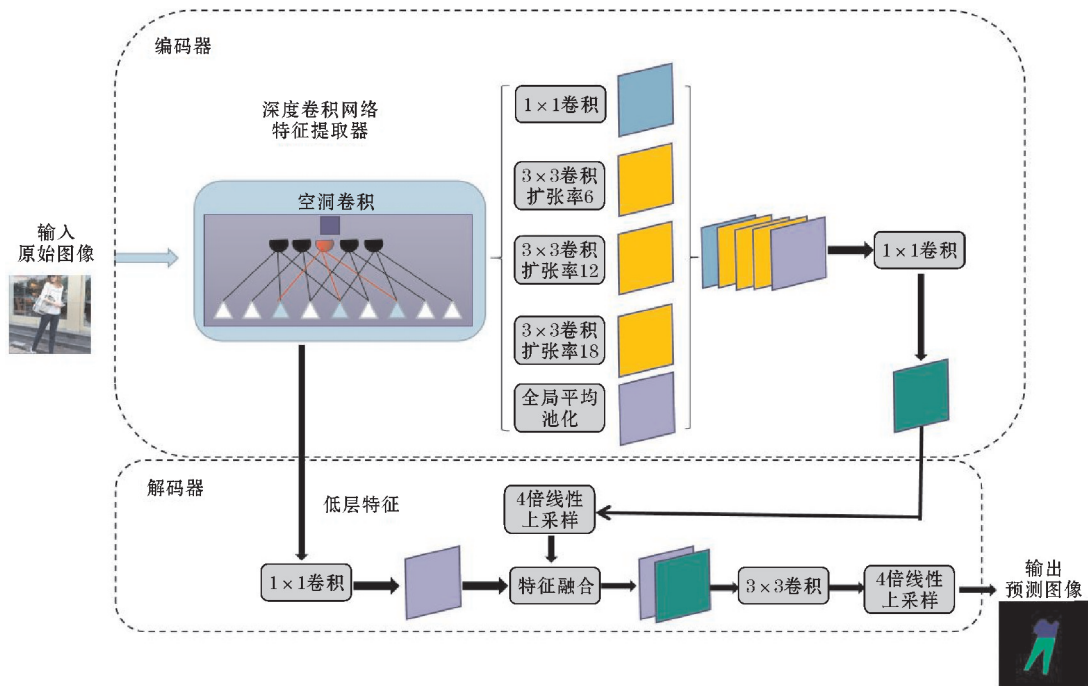 编码器
深度卷积网络
特征提取器
空洞卷积
输入
原始图像
1×1卷积
3×3卷积
扩张率6
3×3卷积
扩张率12
3×3卷积
扩张率18
全局平均
池化
1×1卷积
解码器
低层特征
4倍线性
上采样
1×1卷积
特征融合
3×3卷积
4倍线性
上采样
输出
预测图像